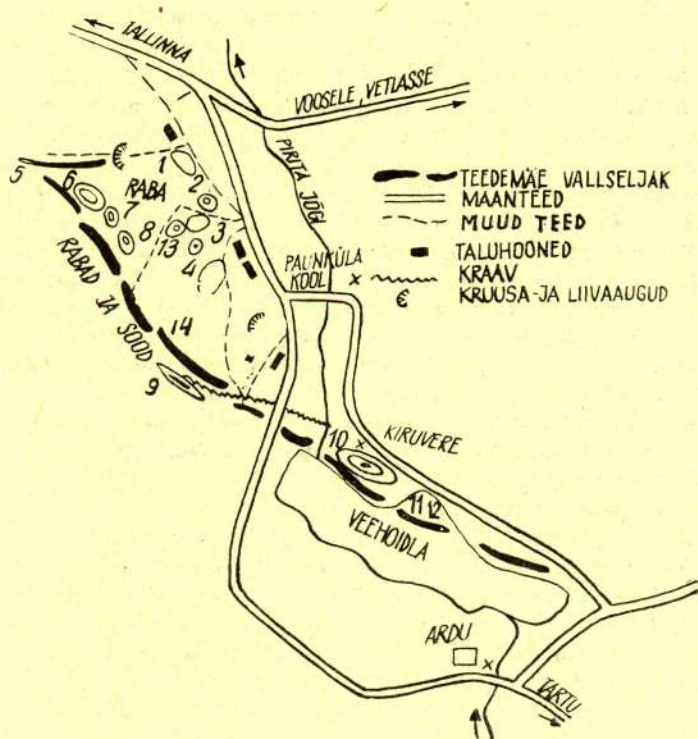 TALLINNA
VOOSELE, VETLASSE
PIRITA JÕGI
TEEDEMÄE VALLSELJAK
MAANTEED
MUUD TEED
TALUHOONED
KRAAV
KRUUSA-JA LIIVAAUGUD
1
2
5
6
RABA
7
8
13
3
4
PAUNKÜLA
KOOL
RABAD JA SOOD
14
9
10
KIRUVERE
11 12
VEEHOIDLA
ARDU
TARTU